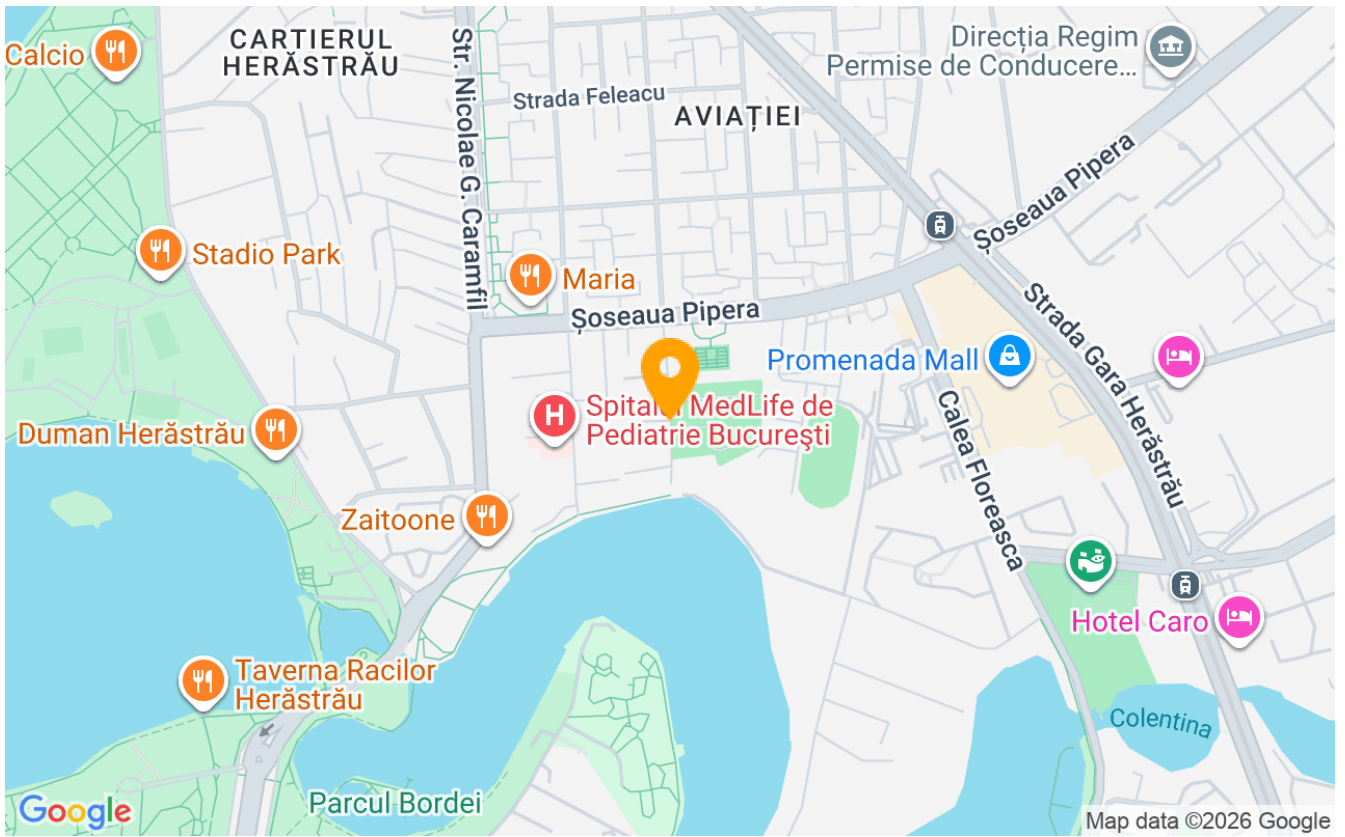 Calcio
CARTIERUL
HERĂSTRĂU
Str. Nicolae G. Caramfil
Strada Feleacu
AVIAȚIEI
Direcția Regim
Permise de Conducere...
Șoseaua Pipera
Stadio Park
Maria
Șoseaua Pipera
Strada Gara Herăstrău
Promenada Mall
Calea Floreasca
H
Spitalul MedLife de
Pediatrie Bucureşti
Duman Herăstrău
Zaitoone
Hotel Caro
Taverna Racilor
Herăstrău
Colentina
Parcul Bordei
Google
Map data ©2026 Google